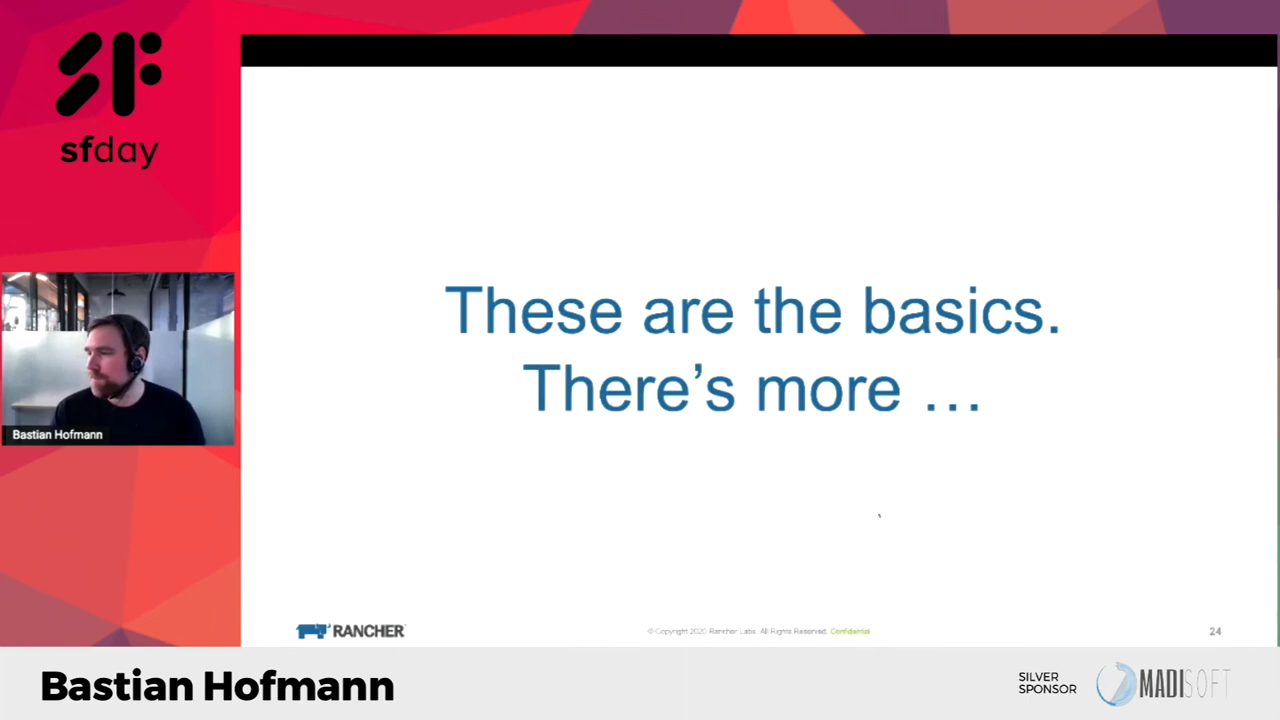 sfday
These are the basics.
There's more …
Bastian Hofmann
RANCHER
© Copyright 2020 Rancher Labs. All Rights Reserved. Confidential
24
Bastian Hofmann
SILVER
SPONSOR
MADISOFT